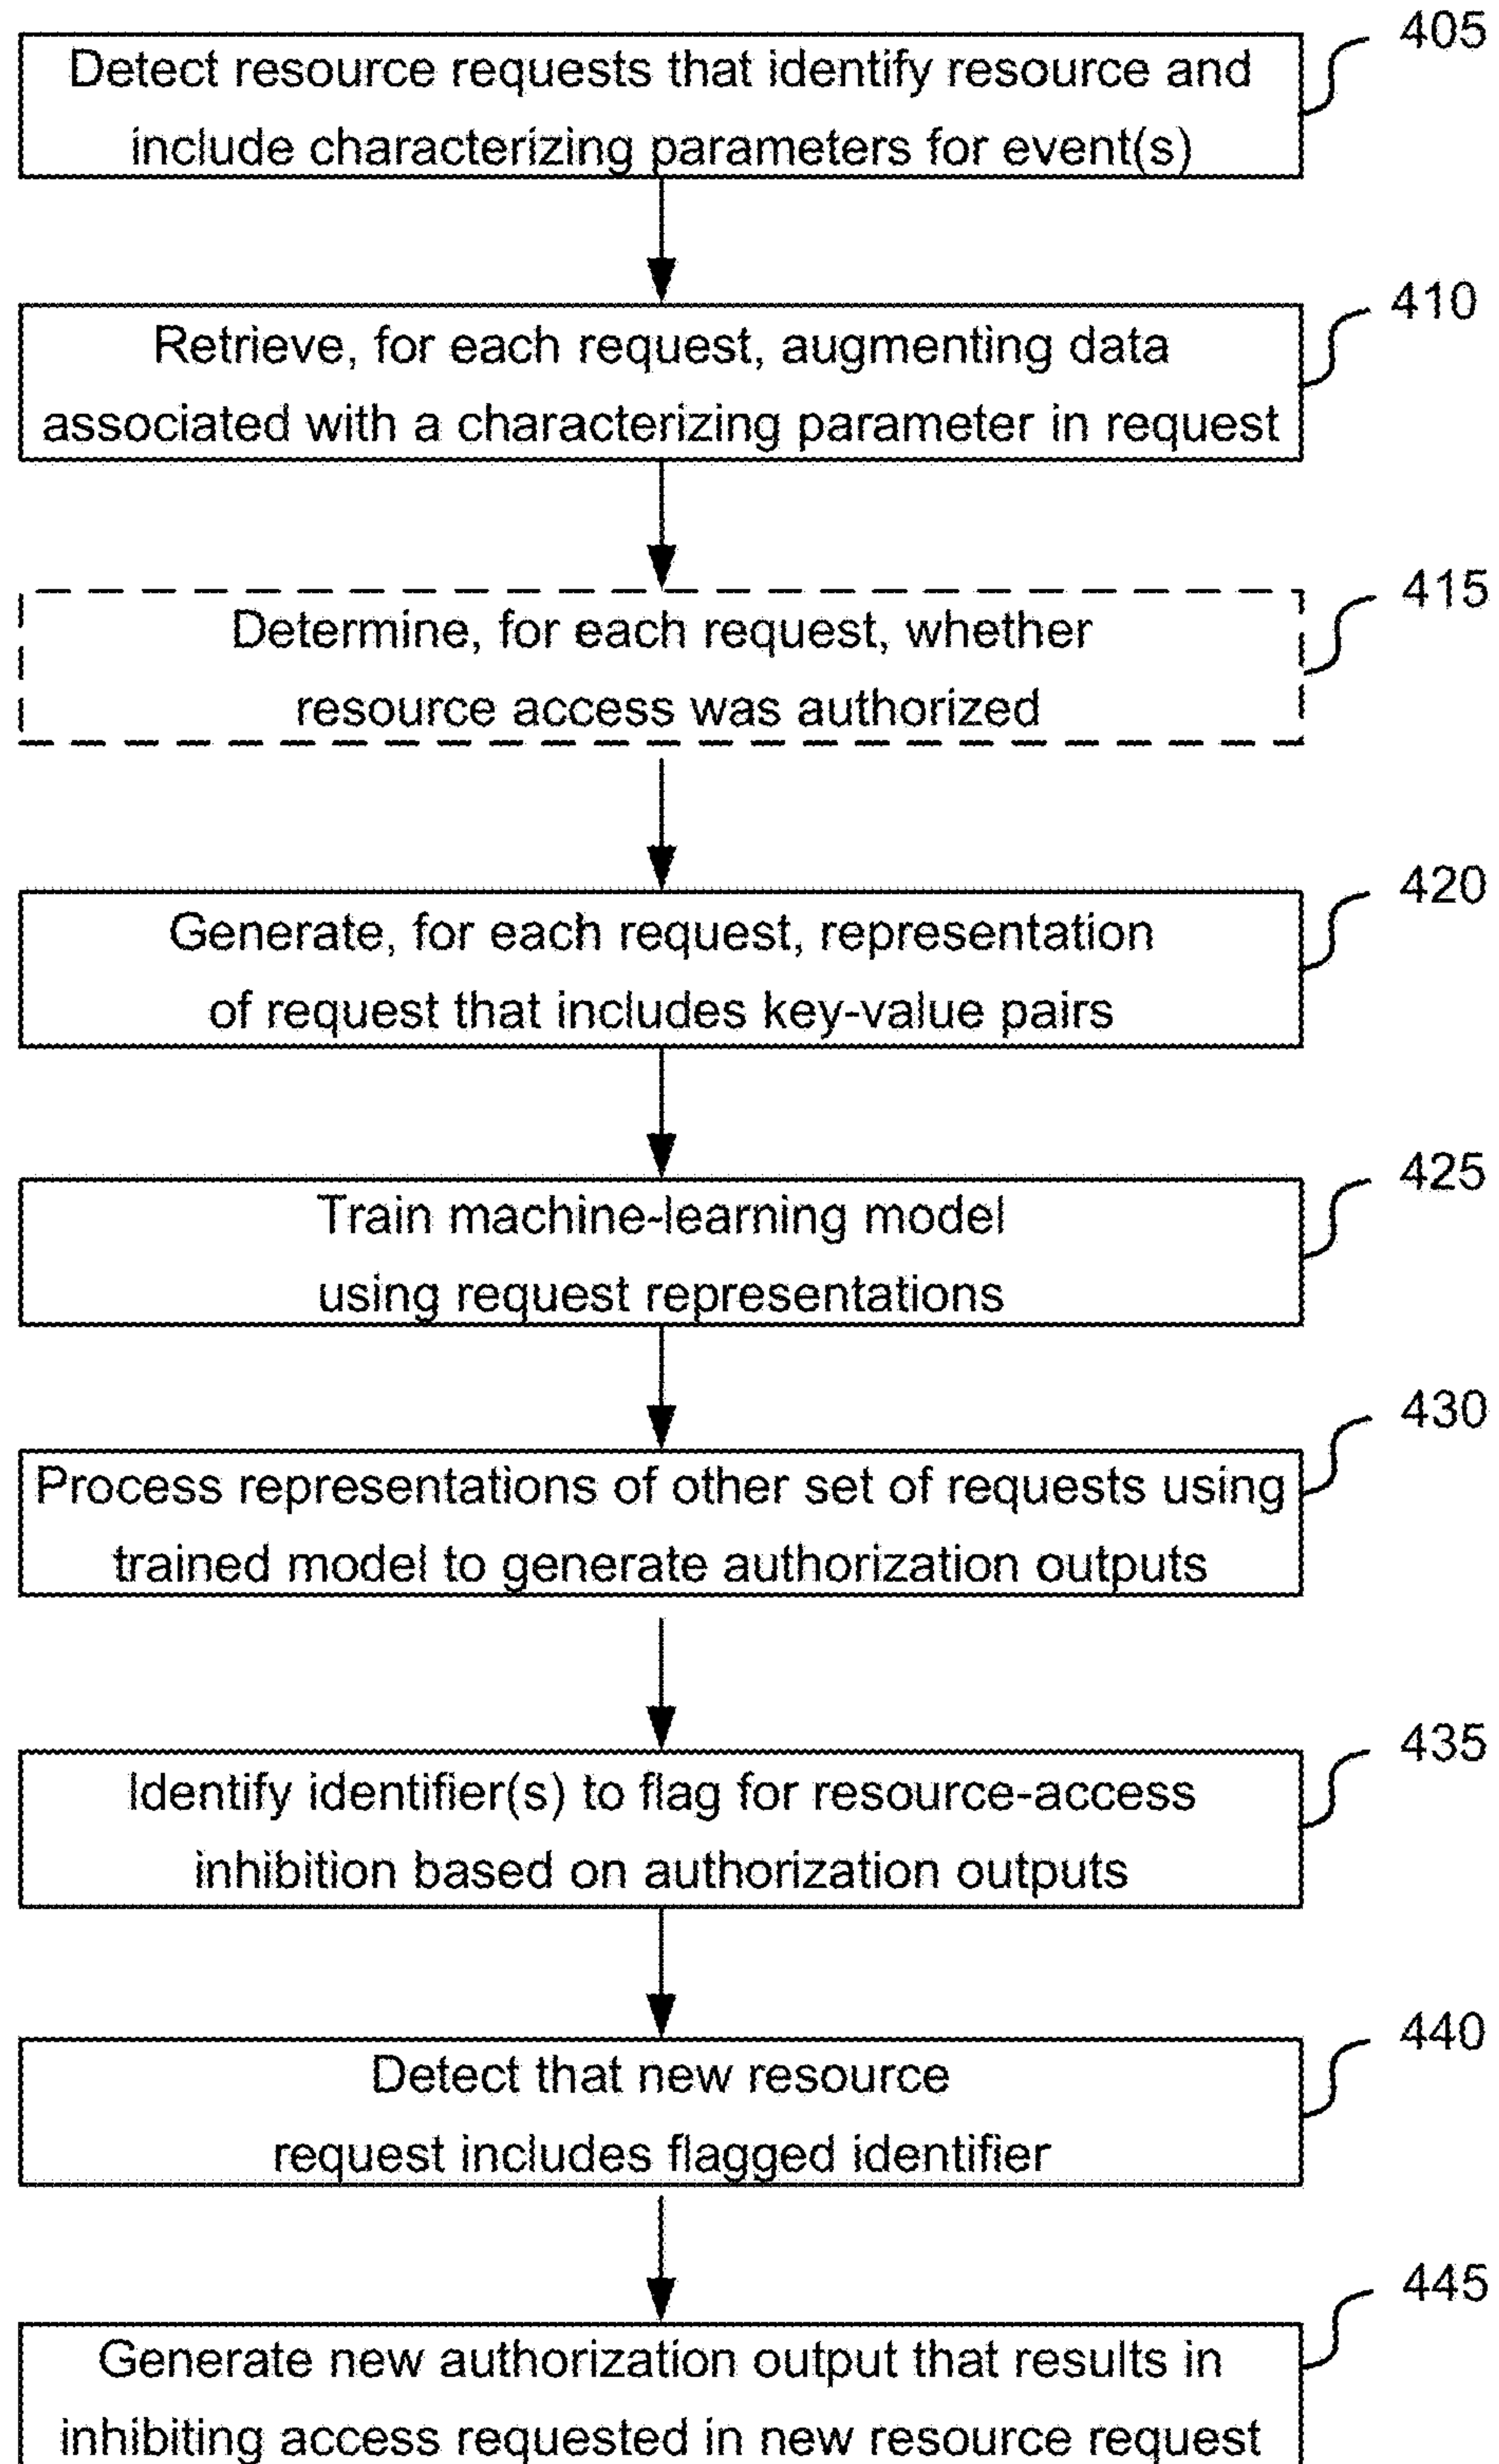 405
Detect resource requests that identify resource and
include characterizing parameters for event(s)
410
Retrieve, for each request, augmenting data
associated with a characterizing parameter in request
415
Determine, for each request, whether
resource access was authorized
420
Generate, for each request, representation
of request that includes key-value pairs
425
Train machine-learning model
using request representations
430
Process representations of other set of requests using
trained model to generate authorization outputs
435
Identify identifier(s) to flag for resource-access
inhibition based on authorization outputs
440
Detect that new resource
request includes flagged identifier
445
Generate new authorization output that results in
inhibiting access requested in new resource request